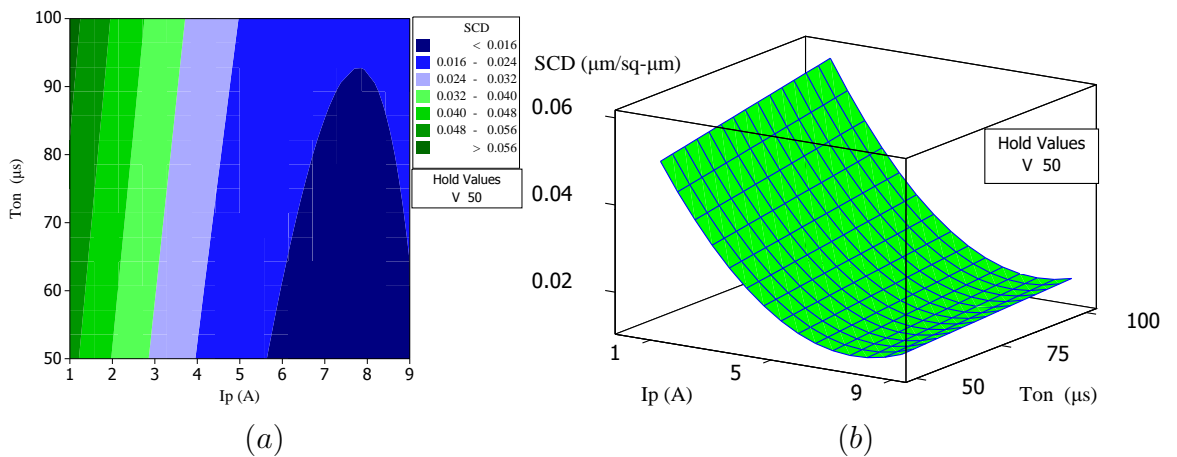 100
90
80
70
60
50
1 2 3 4 5 6 7 8 9
Ton (μs)
Ip (A)
SCD
< 0.016
0.016 - 0.024
0.024 - 0.032
0.032 - 0.040
0.040 - 0.048
0.048 - 0.056
> 0.056
Hold Values
V 50
(a)
SCD (μm/sq-μm)
0.06
0.04
0.02
1
5
9
Ip (A)
50
75
100
Ton (μs)
Hold Values
V 50
(b)